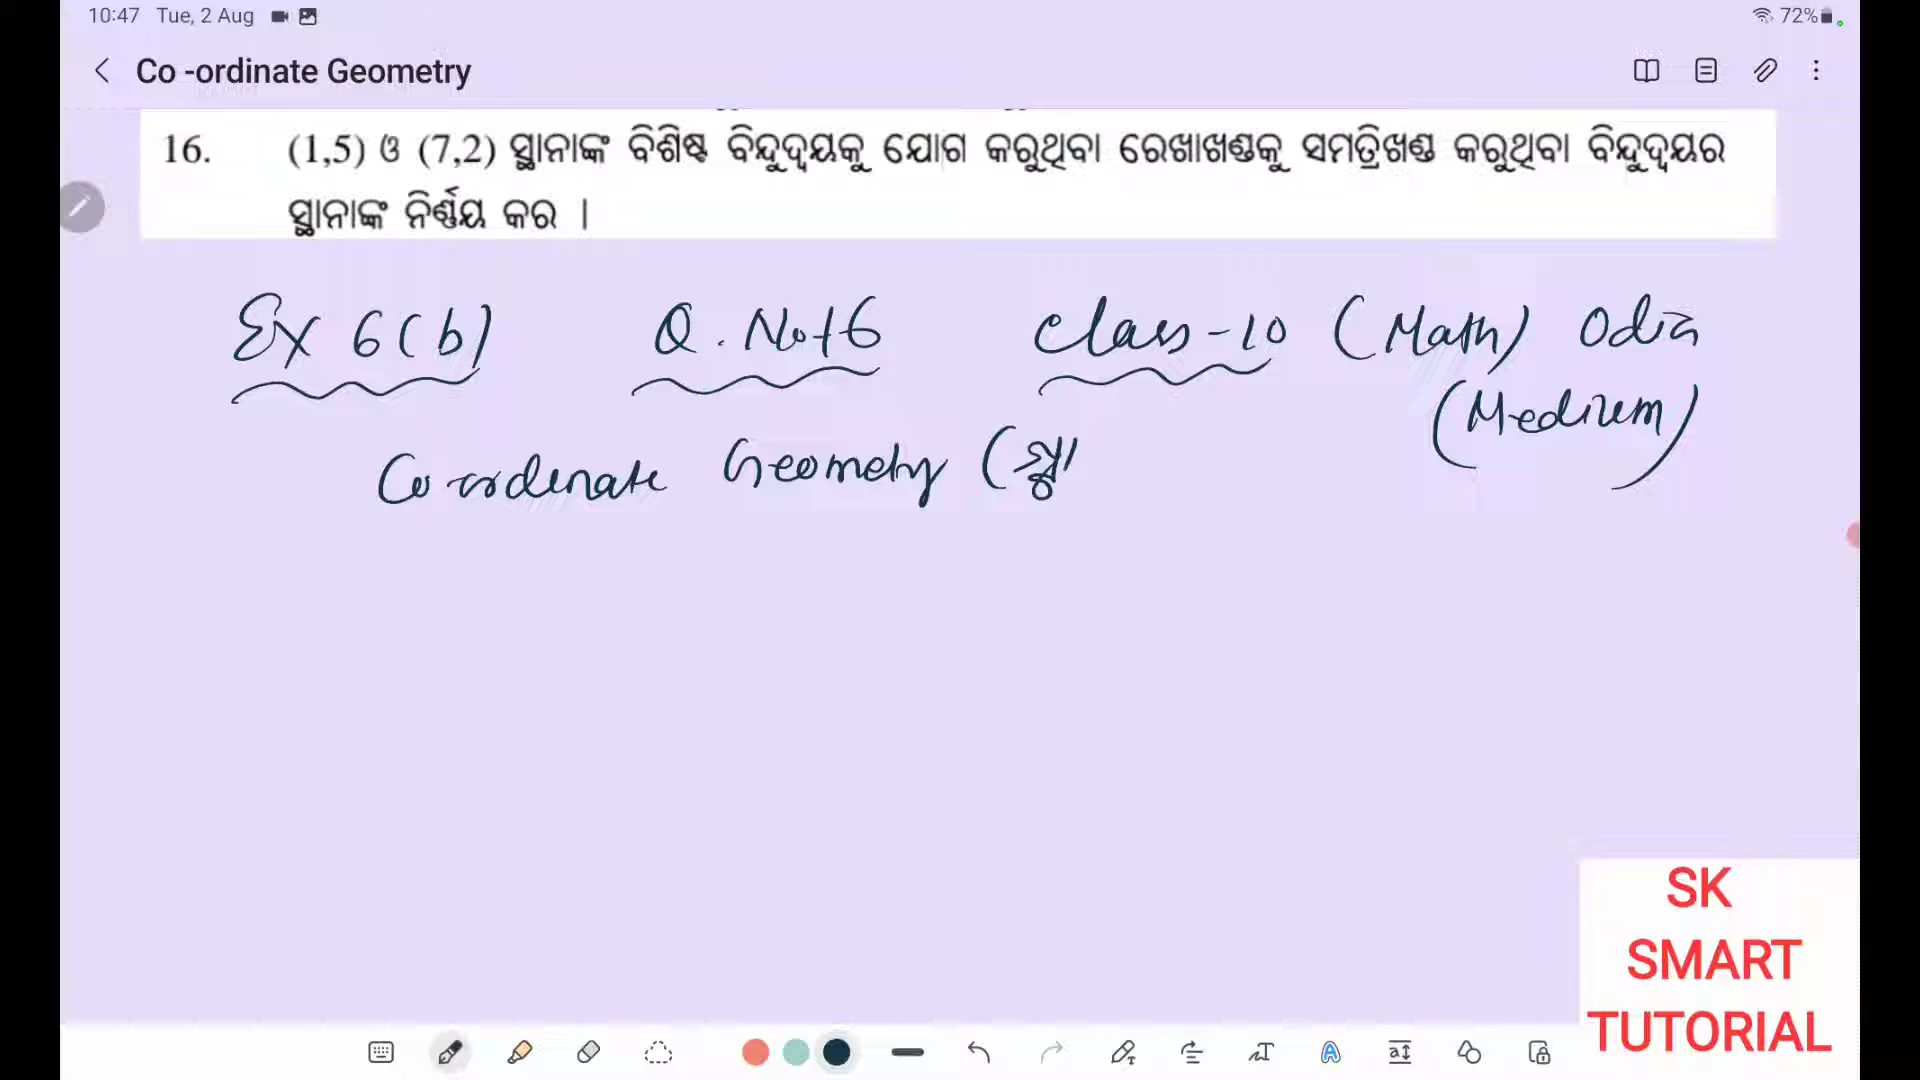 10:47 Tue, 2 Aug 72%
Co -ordinate Geometry
16. (1,5) ଓ (7,2) ସ୍ଥାନାଙ୍କ ବିଶିଷ୍ଟ ବିନ୍ଦୁଦ୍ୱୟକୁ ଯୋଗ କରୁଥିବା ରେଖାଖଣ୍ଡକୁ ସମତ୍ରିଖଣ୍ଡ କରୁଥିବା ବିନ୍ଦୁଦ୍ୱୟର
ସ୍ଥାନାଙ୍କ ନିର୍ଣ୍ଣୟ କର ।
Ex 6(b) Q. No 16 Class-10 (Math) Odia
(Medium)
Co-ordenate Geometry (ସ୍ଥା
SK
SMART
TUTORIAL